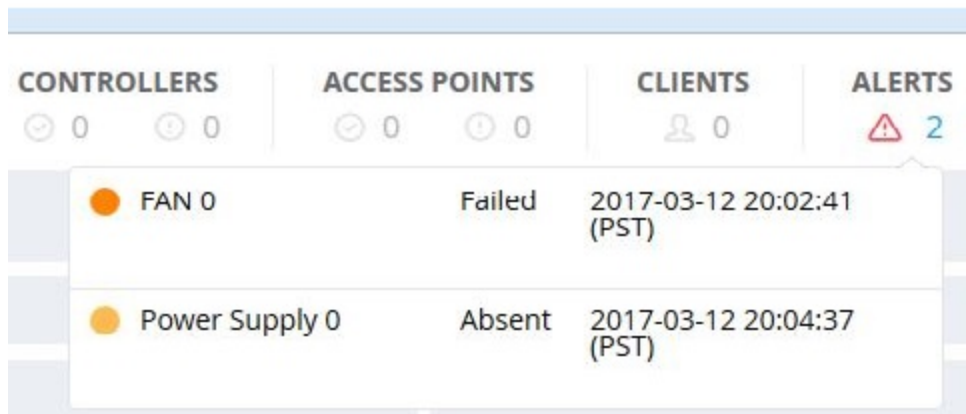 CONTROLLERS ACCESS POINTS CLIENTS ALERTS
0 0 0 0 0 2
FAN 0 Failed 2017-03-12 20:02:41
(PST)
Power Supply 0 Absent 2017-03-12 20:04:37
(PST)